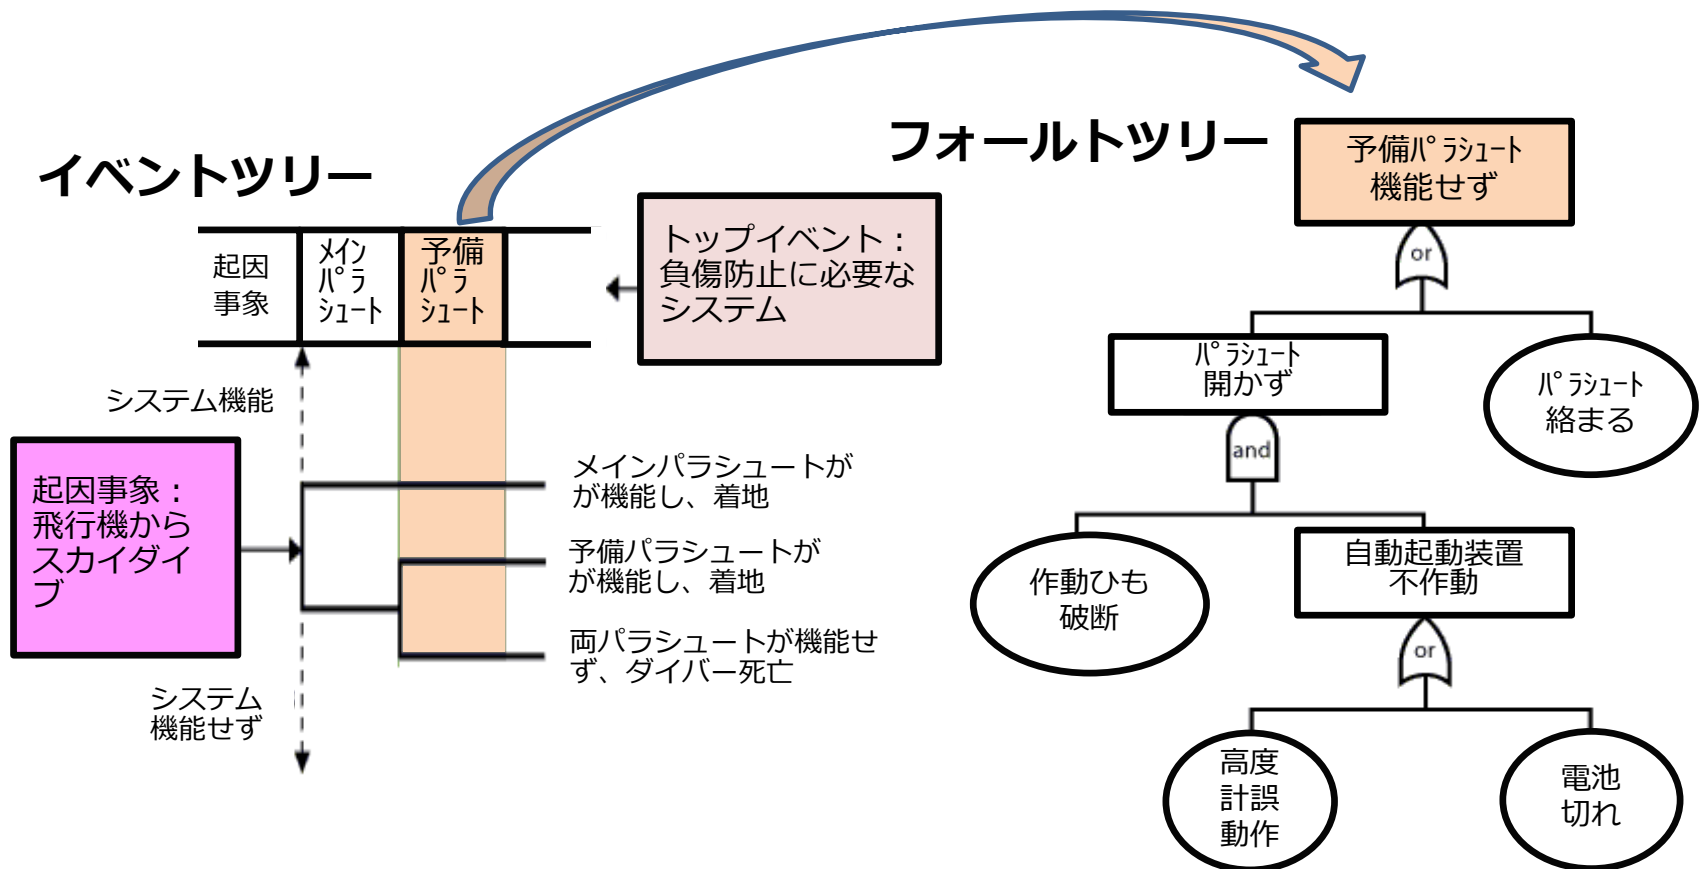 イベントツリー
起因
事象
ﾒｲﾝ
ﾊﾟﾗ
ｼｭｰﾄ
予備
ﾊﾟﾗ
ｼｭｰﾄ
トップイベント：
負傷防止に必要な
システム
システム機能
起因事象：
飛行機から
スカイダイ
ブ
システム
機能せず
メインパラシュートが
が機能し、着地
予備パラシュートが
が機能し、着地
両パラシュートが機能せ
ず、ダイバー死亡
フォールトツリー
予備ﾊﾟﾗｼｭｰﾄ
機能せず
or
ﾊﾟﾗｼｭｰﾄ
開かず
ﾊﾟﾗｼｭｰﾄ
絡まる
and
作動ひも
破断
自動起動装置
不作動
or
高度
計誤
動作
電池
切れ